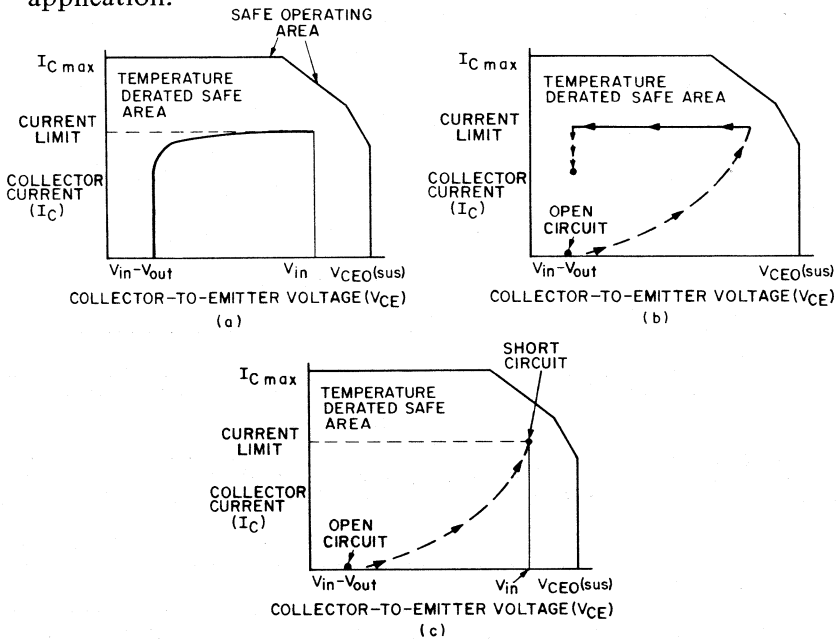 application.
SAFE OPERATING
AREA
I_C max
TEMPERATURE
DERATED SAFE
AREA
CURRENT
LIMIT
COLLECTOR
CURRENT
(I_C)
V_in-V_out
V_in
V_CEO(sus)
COLLECTOR-TO-EMITTER VOLTAGE(V_CE)
(a)
I_C max
TEMPERATURE
DERATED SAFE AREA
CURRENT
LIMIT
COLLECTOR
CURRENT
(I_C)
OPEN
CIRCUIT
V_in-V_out
V_CEO(sus)
COLLECTOR-TO-EMITTER VOLTAGE(V_CE)
(b)
SHORT
CIRCUIT
I_C max
TEMPERATURE
DERATED SAFE
AREA
CURRENT
LIMIT
COLLECTOR
CURRENT
(I_C)
OPEN
CIRCUIT
V_in-V_out
V_in
V_CEO(sus)
COLLECTOR-TO-EMITTER VOLTAGE(V_CE)
(c)